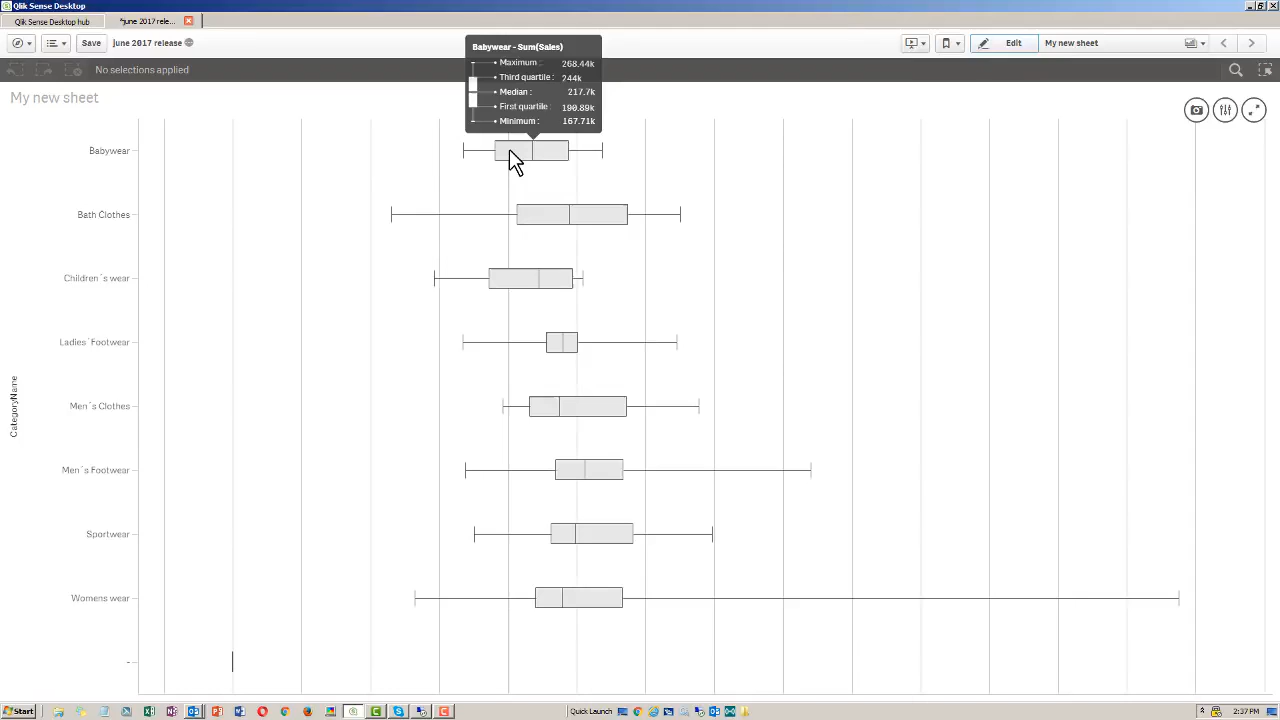 Qlik Sense Desktop
Qlik Sense Desktop hub
*june 2017 rele...
Save
june 2017 release
Edit
My new sheet
No selections applied
My new sheet
Babywear - Sum(Sales)
Maximum : 268.44k
Third quartile : 244k
Median : 217.7k
First quartile : 190.89k
Minimum : 167.71k
CategoryName
Babywear
Bath Clothes
Children´s wear
Ladies´Footwear
Men´s Clothes
Men´s Footwear
Sportwear
Womens wear
-
Start
Quick Launch
2:37 PM